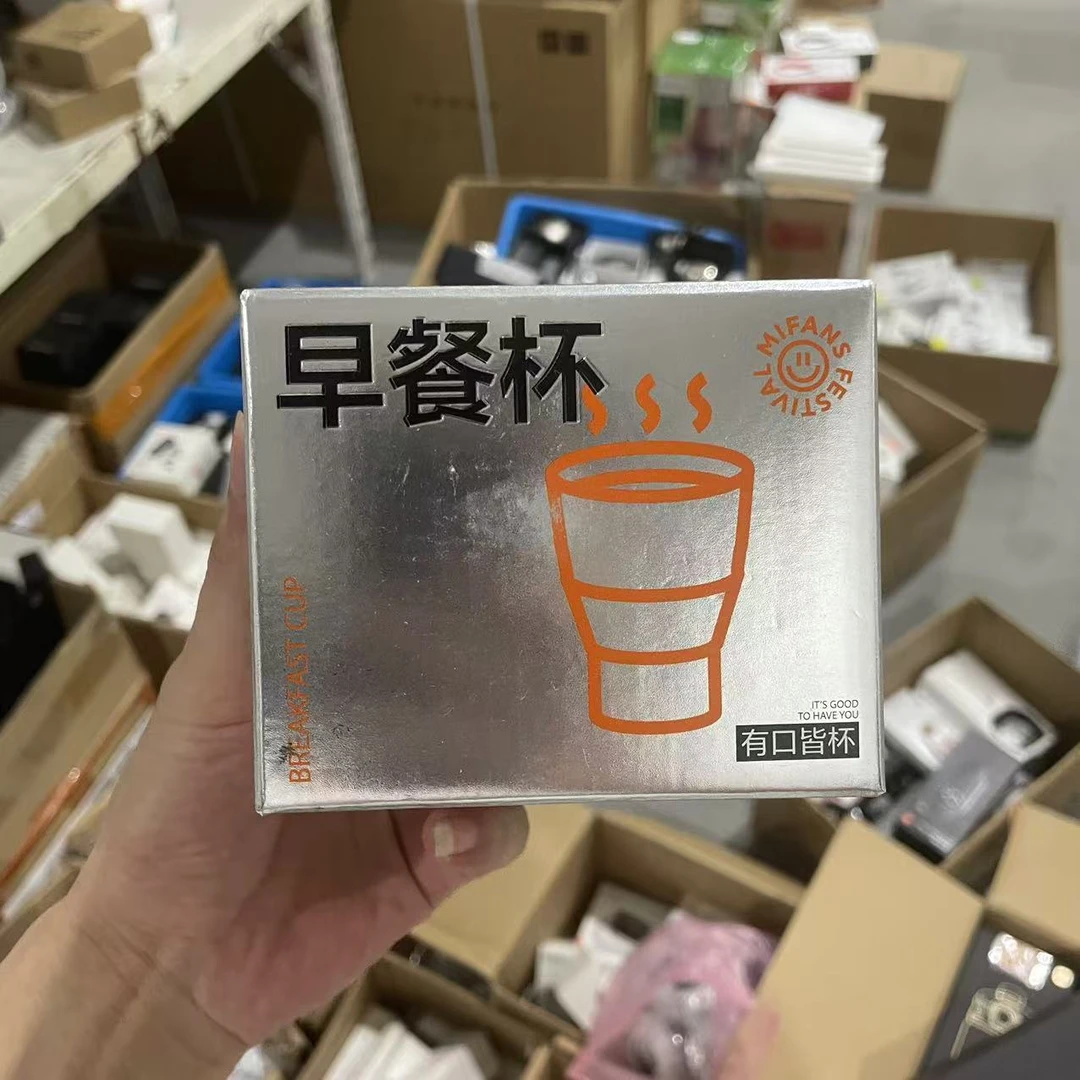 早餐杯
MIFANS FESTIVAL
BREAKFAST CUP
IT'S GOOD
TO HAVE YOU
有口皆杯